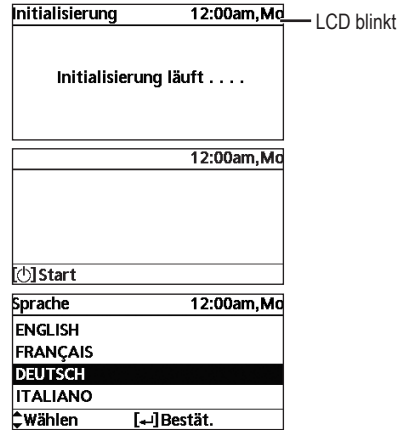 Initialisierung 12:00am,Mo
LCD blinkt
Initialisierung läuft . . . .
12:00am,Mo
[⏻]Start
Sprache 12:00am,Mo
ENGLISH
FRANÇAIS
DEUTSCH
ITALIANO
Wählen [↵]Bestät.